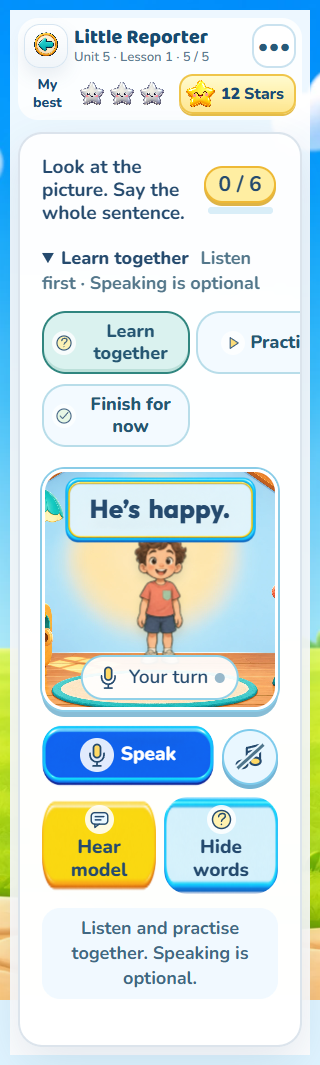 Little Reporter
Unit 5 · Lesson 1 · 5 / 5
My
best
12 Stars
Look at the
picture. Say the
whole sentence.
0 / 6
▼ Learn together Listen
first · Speaking is optional
Learn
together
Practi
Finish for
now
He's happy.
Your turn
Speak
Hear
model
Hide
words
Listen and practise
together. Speaking is
optional.